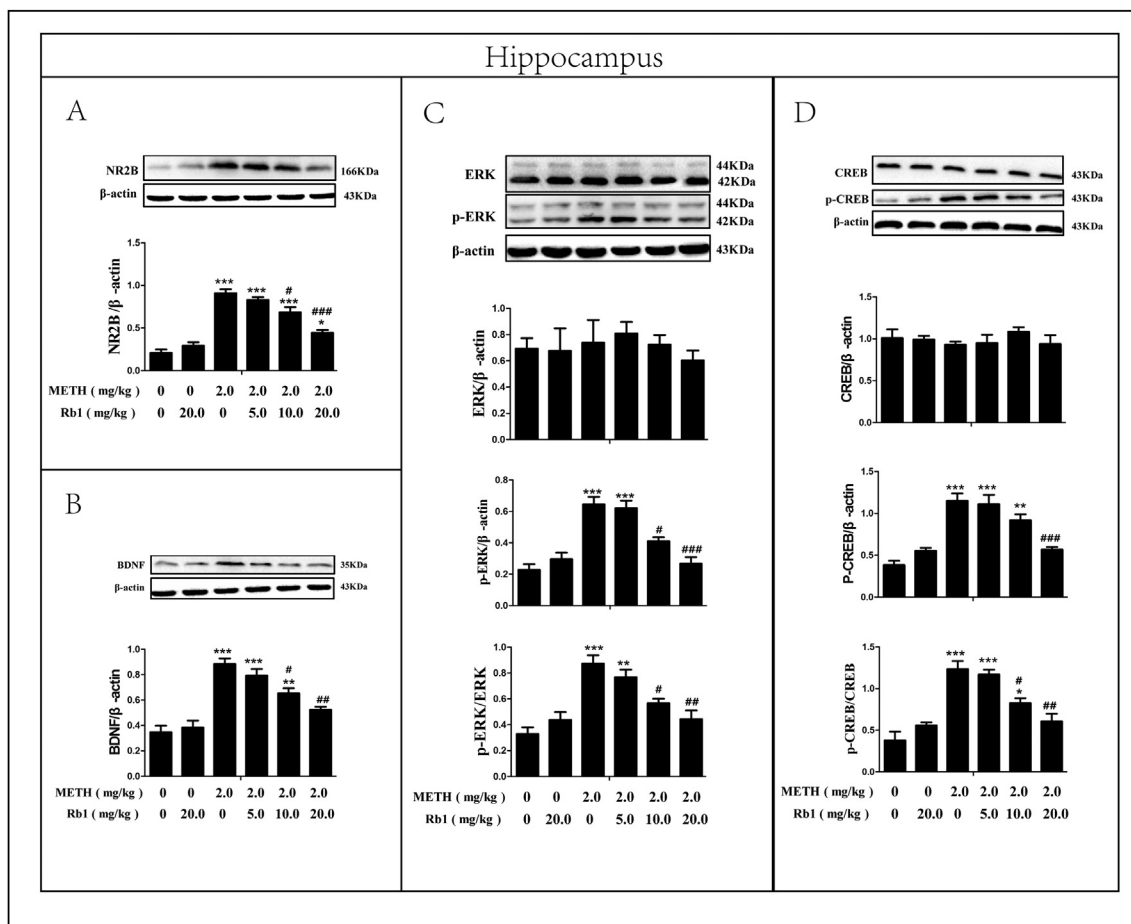 Hippocampus
A
NR2B
166KDa
β-actin
43KDa
NR2B/β -actin
1.5
1.0
0.5
0.0
*** *** # *** ### *
METH ( mg/kg ) 0 0 2.0 2.0 2.0 2.0
Rb1 ( mg/kg ) 0 20.0 0 5.0 10.0 20.0
B
BDNF
35KDa
β-actin
43KDa
BDNF/β -actin
1.0
0.8
0.6
0.4
0.2
0.0
*** *** # ** ##
METH ( mg/kg ) 0 0 2.0 2.0 2.0 2.0
Rb1 ( mg/kg ) 0 20.0 0 5.0 10.0 20.0
C
ERK
44KDa
42KDa
p-ERK
44KDa
42KDa
β-actin
43KDa
ERK/β -actin
1.0
0.8
0.6
0.4
0.2
0.0
p-ERK/β -actin
0.8
0.6
0.4
0.2
0.0
*** *** # ###
p-ERK/ERK
1.0
0.8
0.6
0.4
0.2
0.0
*** ** # ##
METH ( mg/kg ) 0 0 2.0 2.0 2.0 2.0
Rb1 ( mg/kg ) 0 20.0 0 5.0 10.0 20.0
D
CREB
43KDa
p-CREB
43KDa
β-actin
43KDa
CREB/β -actin
1.5
1.0
0.5
0.0
P-CREB/β -actin
1.5
1.0
0.5
0.0
*** *** ** ###
p-CREB/CREB
1.5
1.0
0.5
0.0
*** *** # * ##
METH ( mg/kg ) 0 0 2.0 2.0 2.0 2.0
Rb1 ( mg/kg ) 0 20.0 0 5.0 10.0 20.0